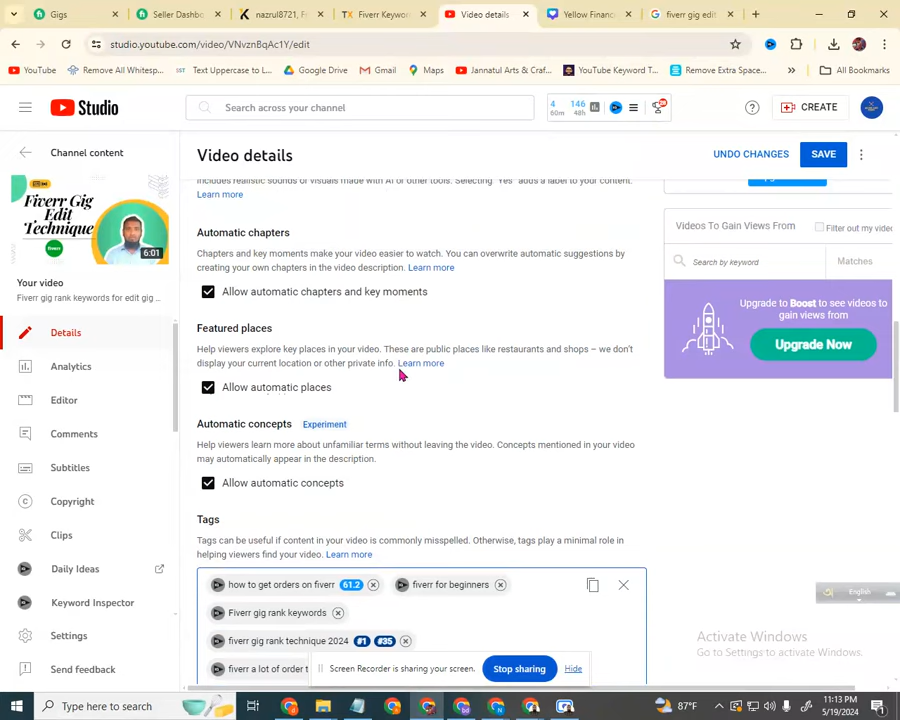 Gigs
Seller Dashbo
nazrul8721, F
Fiverr Keywor
Video details
Yellow Financ
fiverr gig edit
studio.youtube.com/video/VNvznBqAc1Y/edit
YouTube
Remove All Whitesp...
Text Uppercase to L...
Google Drive
Gmail
Maps
Jannatul Arts & Craf...
YouTube Keyword T...
Remove Extra Space...
All Bookmarks
Studio
Search across your channel
4 146
60m 48h
CREATE
Channel content
Video details
UNDO CHANGES
SAVE
Fiverr Gig
Edit
Technique
fiverr
6:01
includes realistic sounds or visuals made with AI or other tools. Selecting "Yes" adds a label to your content.
Learn more
Videos To Gain Views From
Filter out my video
Automatic chapters
Chapters and key moments make your video easier to watch. You can overwrite automatic suggestions by
creating your own chapters in the video description. Learn more
Search by keyword
Matches
Your video
Fiverr gig rank keywords for edit gig ...
Allow automatic chapters and key moments
Upgrade to Boost to see videos to
gain views from
Upgrade Now
Details
Featured places
Help viewers explore key places in your video. These are public places like restaurants and shops – we don't
display your current location or other private info. Learn more
Analytics
Allow automatic places
Editor
Automatic concepts Experiment
Comments
Help viewers learn more about unfamiliar terms without leaving the video. Concepts mentioned in your video
may automatically appear in the description.
Subtitles
Allow automatic concepts
Copyright
Tags
Clips
Tags can be useful if content in your video is commonly misspelled. Otherwise, tags play a minimal role in
helping viewers find your video. Learn more
Daily Ideas
how to get orders on fiverr 61.2
fiverr for beginners
Keyword Inspector
Fiverr gig rank keywords
Settings
fiverr gig rank technique 2024 #1 #35
Send feedback
fiverr a lot of order t
Screen Recorder is sharing your screen.
Stop sharing
Hide
English
Activate Windows
Go to Settings to activate Windows.
Type here to search
87°F
11:13 PM
5/19/2024